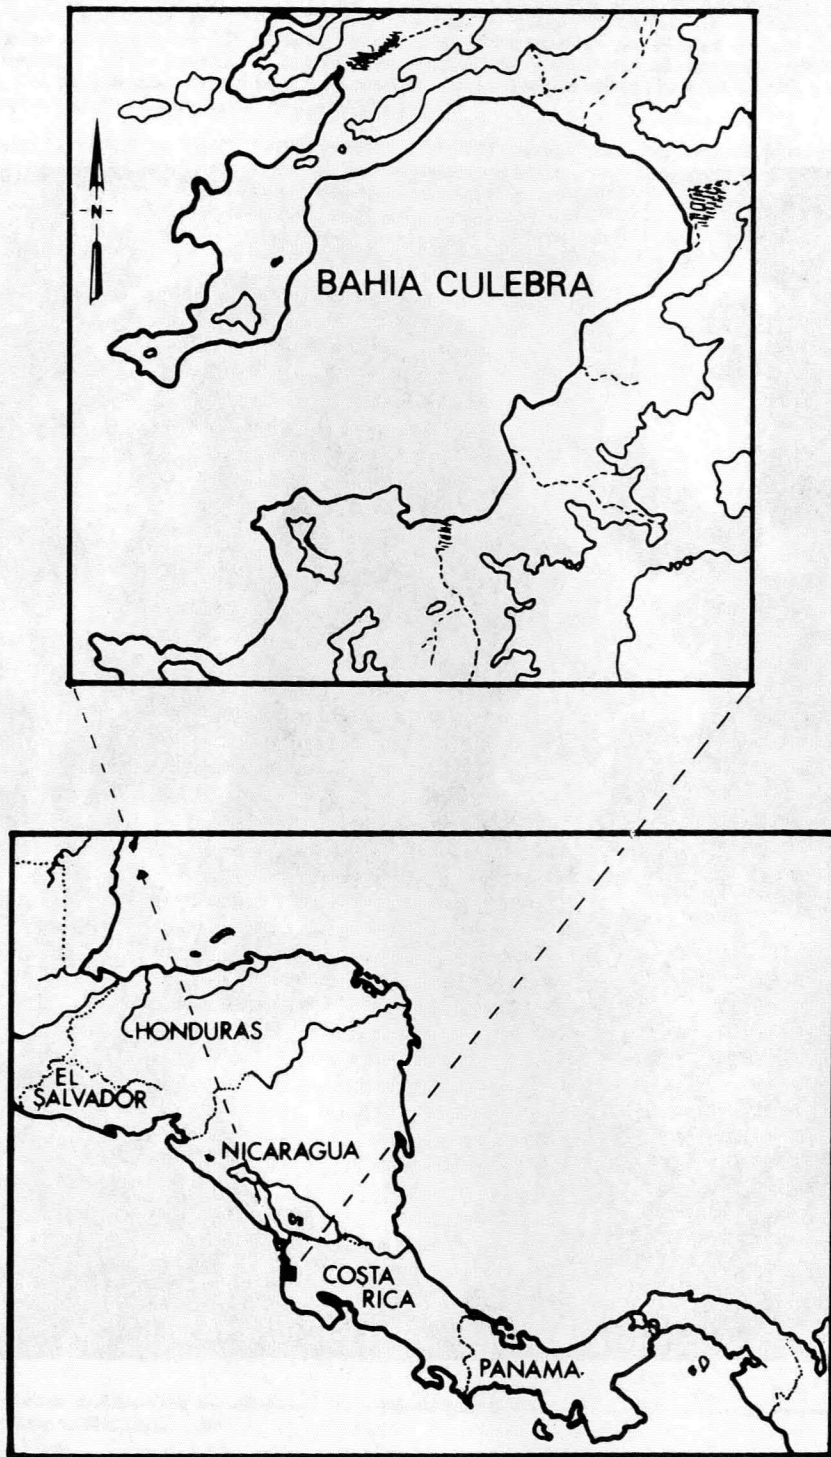 N
BAHIA CULEBRA
HONDURAS
EL
SALVADOR
NICARAGUA
COSTA
RICA
PANAMA